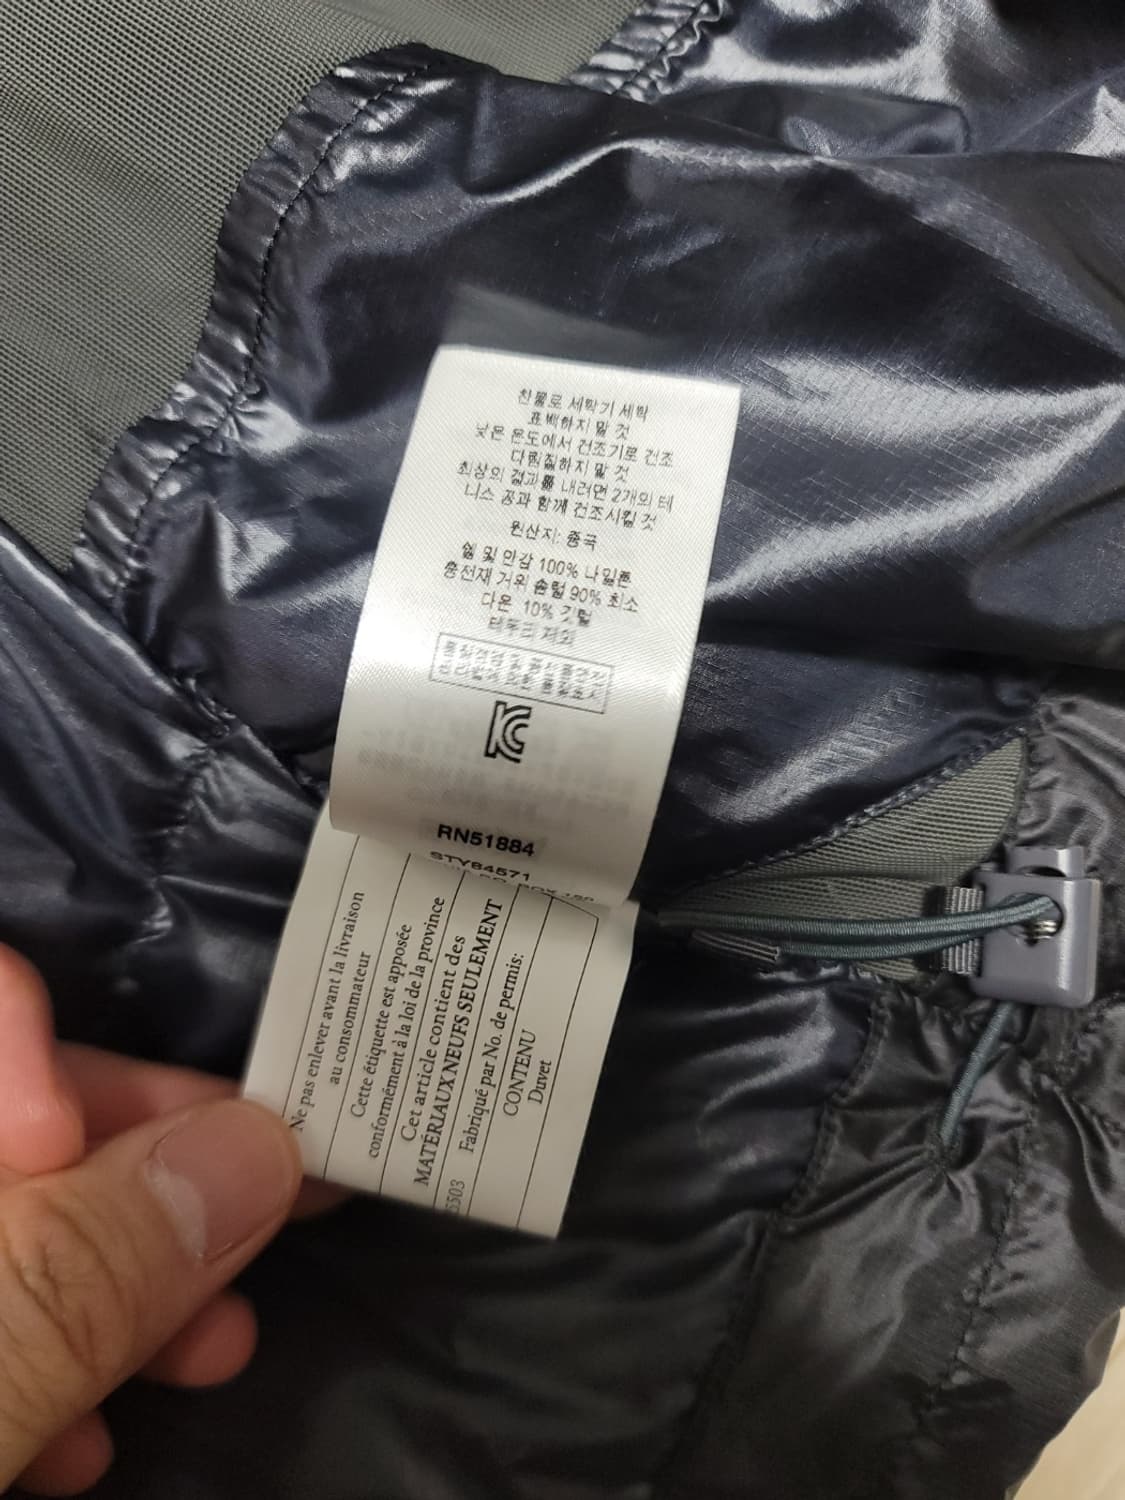 찬물로 세탁기 세탁
표백하지 말 것
낮은 온도에서 건조기로 건조
다림질하지 말 것
최상의 결과를 내려면 2개의 테
니스 공과 함께 건조시킬 것
원산지: 중국
쉘 및 안감 100% 나일론
충전재 거위 솜털 90% 최소
다운 10% 깃털
테두리 제외
RN51884
STY84571
Ne pas enlever avant la livraison
au consommateur
Cette étiquette est apposée
conformément à la loi de la province
Cet article contient des
MATÉRIAUX NEUFS SEULEMENT
Fabriqué par No. de permis:
5503
CONTENU
Duvet